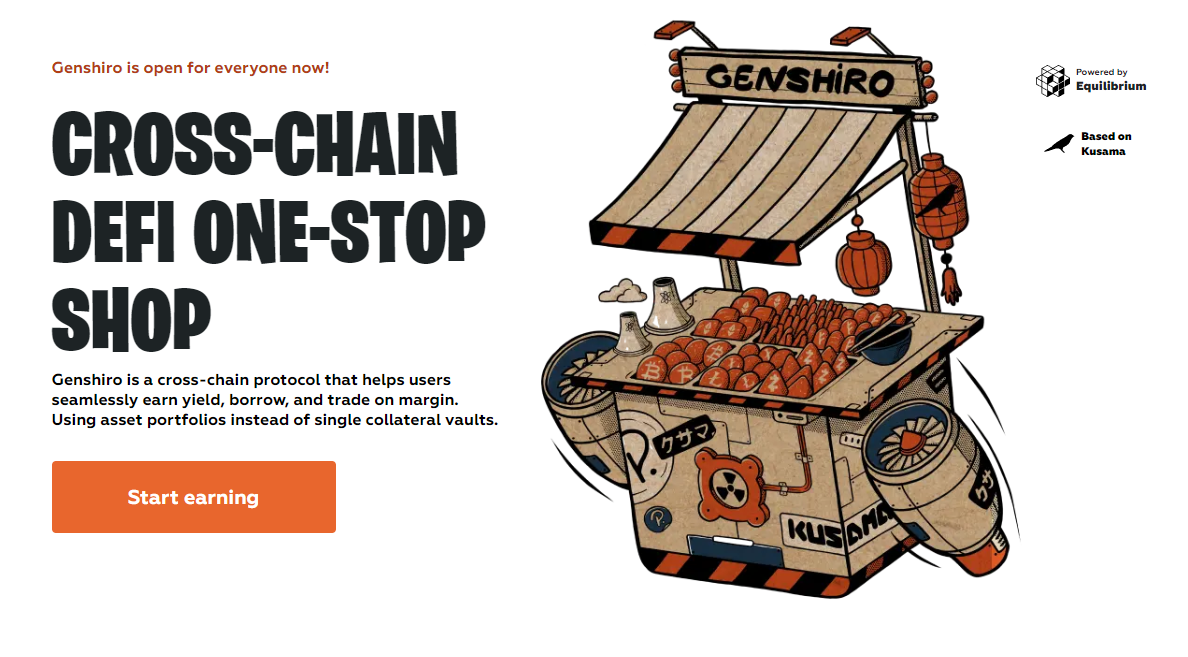 Genshiro is open for everyone now!
CROSS-CHAIN
DEFI ONE-STOP
SHOP
Genshiro is a cross-chain protocol that helps users
seamlessly earn yield, borrow, and trade on margin.
Using asset portfolios instead of single collateral vaults.
Start earning
GENSHIRO
P.
クサマ
P.
KUSAMA
クサ
Powered by
Equilibrium
Based on
Kusama